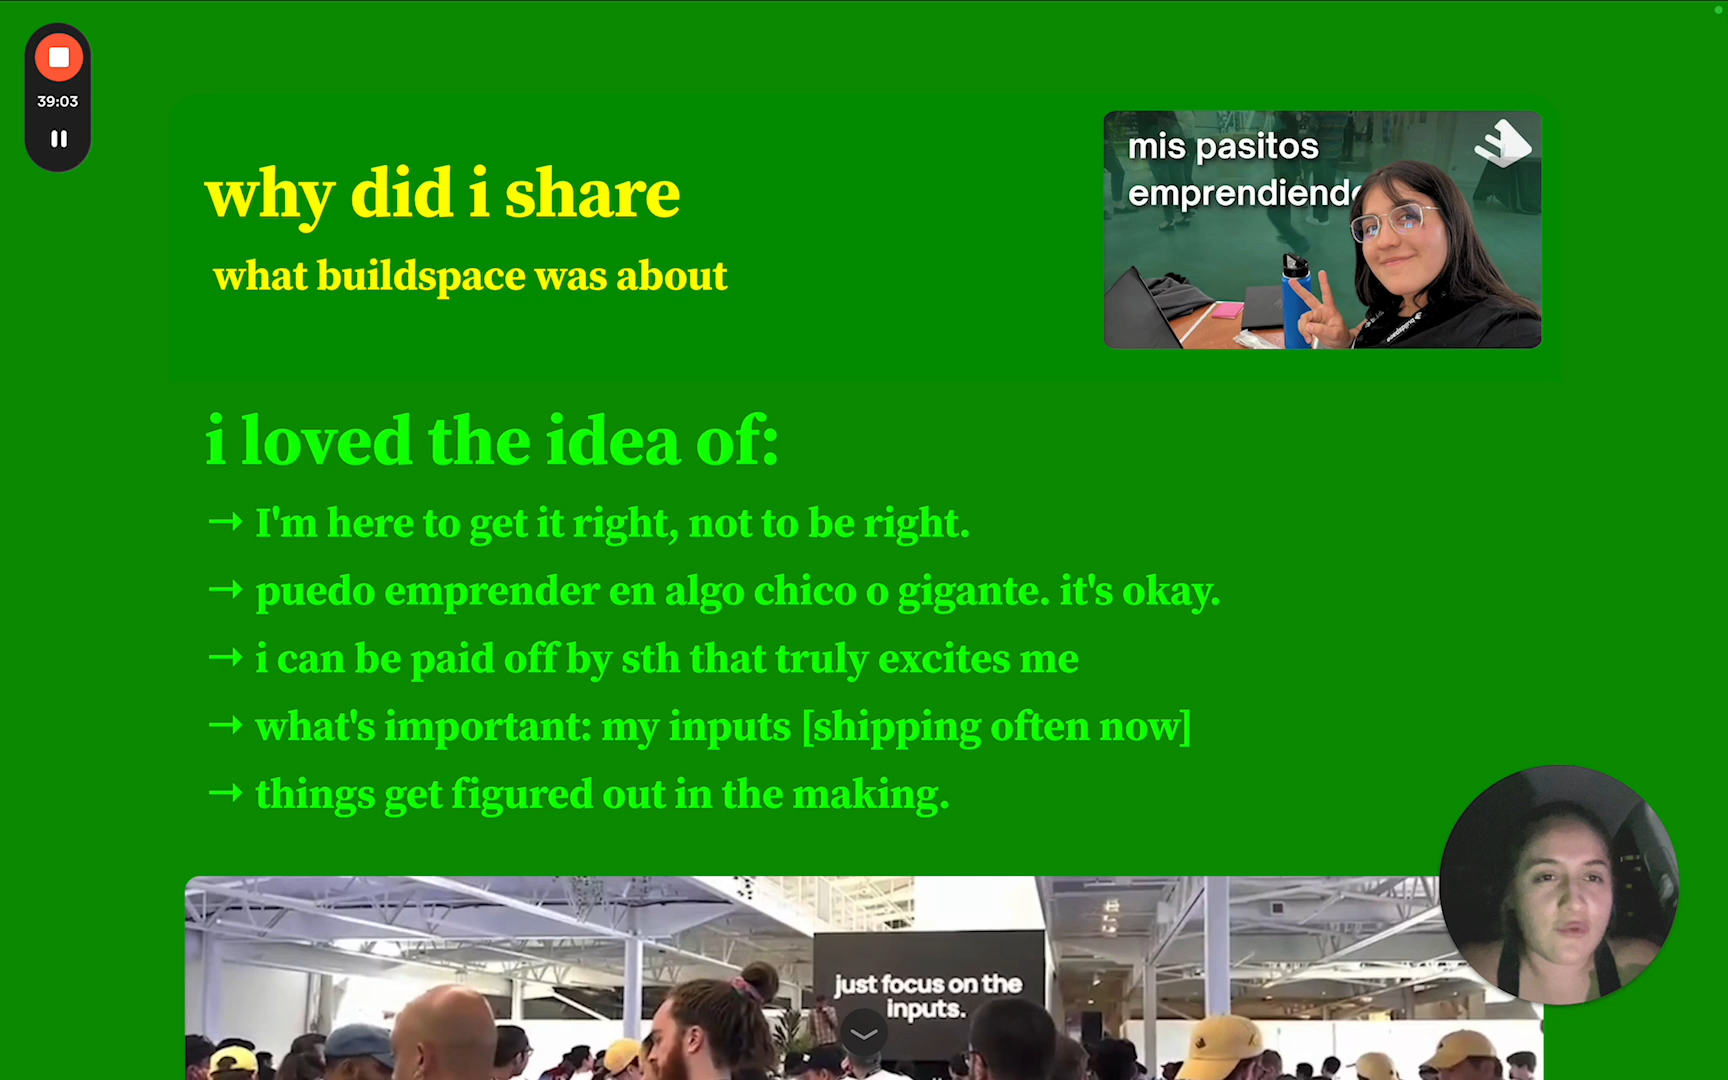 39:03
why did i share
what buildspace was about
mis pasitos
emprendiendo
i loved the idea of:
→ I'm here to get it right, not to be right.
→ puedo emprender en algo chico o gigante. it's okay.
→ i can be paid off by sth that truly excites me
→ what's important: my inputs [shipping often now]
→ things get figured out in the making.
just focus on the
inputs.